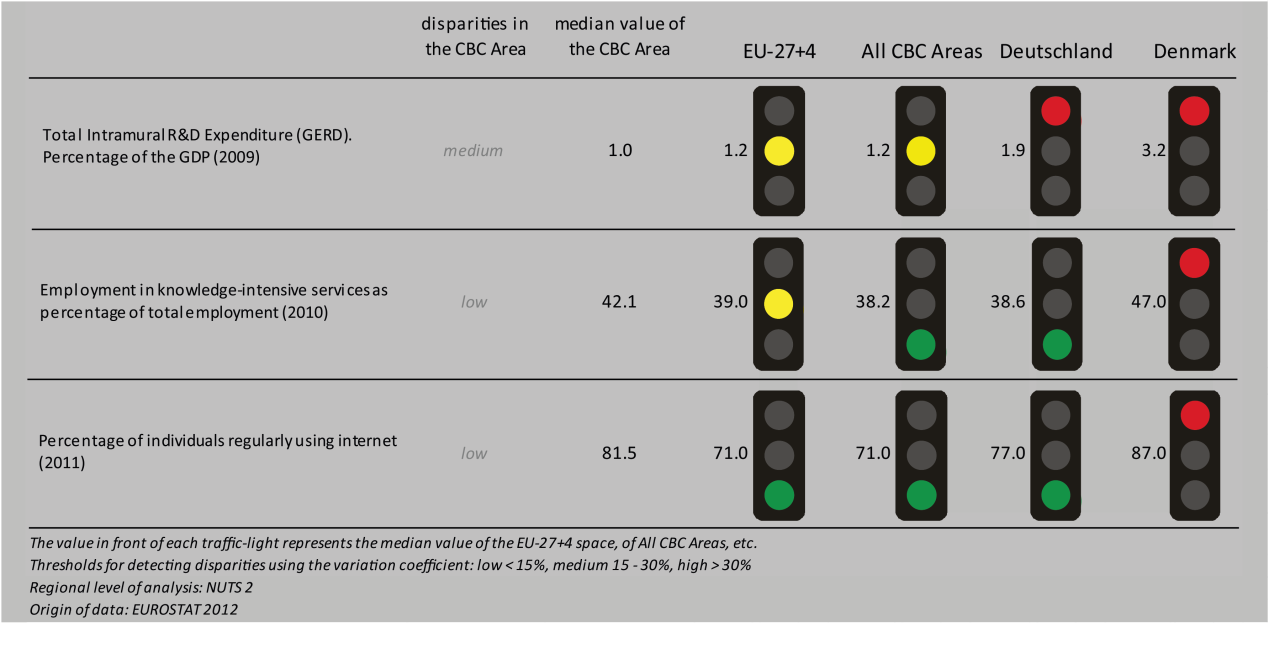 disparities in
the CBC Area
median value of
the CBC Area
EU-27+4
All CBC Areas
Deutschland
Denmark
Total Intramural R&D Expenditure (GERD).
Percentage of the GDP (2009)
medium
1.0
1.2
1.2
1.9
3.2
Employment in knowledge-intensive services as
percentage of total employment (2010)
low
42.1
39.0
38.2
38.6
47.0
Percentage of individuals regularly using internet
(2011)
low
81.5
71.0
71.0
77.0
87.0
The value in front of each traffic-light represents the median value of the EU-27+4 space, of All CBC Areas, etc.
Thresholds for detecting disparities using the variation coefficient: low < 15%, medium 15 - 30%, high > 30%
Regional level of analysis: NUTS 2
Origin of data: EUROSTAT 2012